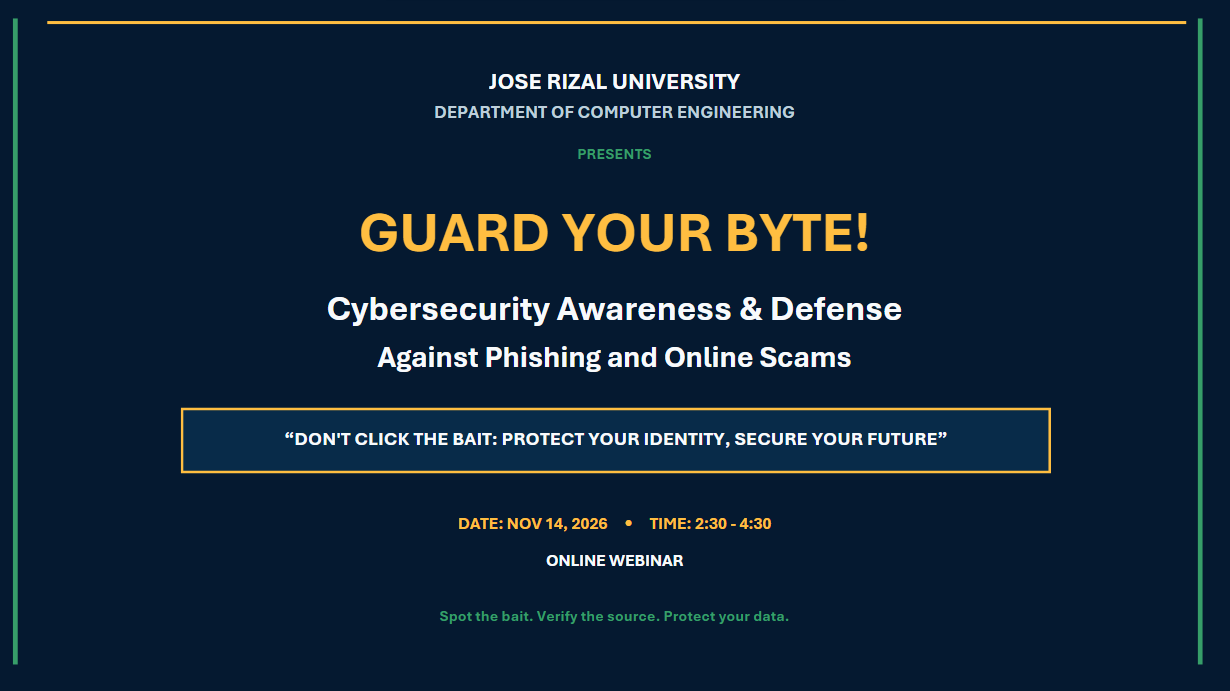 JOSE RIZAL UNIVERSITY
DEPARTMENT OF COMPUTER ENGINEERING
PRESENTS
GUARD YOUR BYTE!
Cybersecurity Awareness & Defense
Against Phishing and Online Scams
“DON'T CLICK THE BAIT: PROTECT YOUR IDENTITY, SECURE YOUR FUTURE”
DATE: NOV 14, 2026 • TIME: 2:30 - 4:30
ONLINE WEBINAR
Spot the bait. Verify the source. Protect your data.